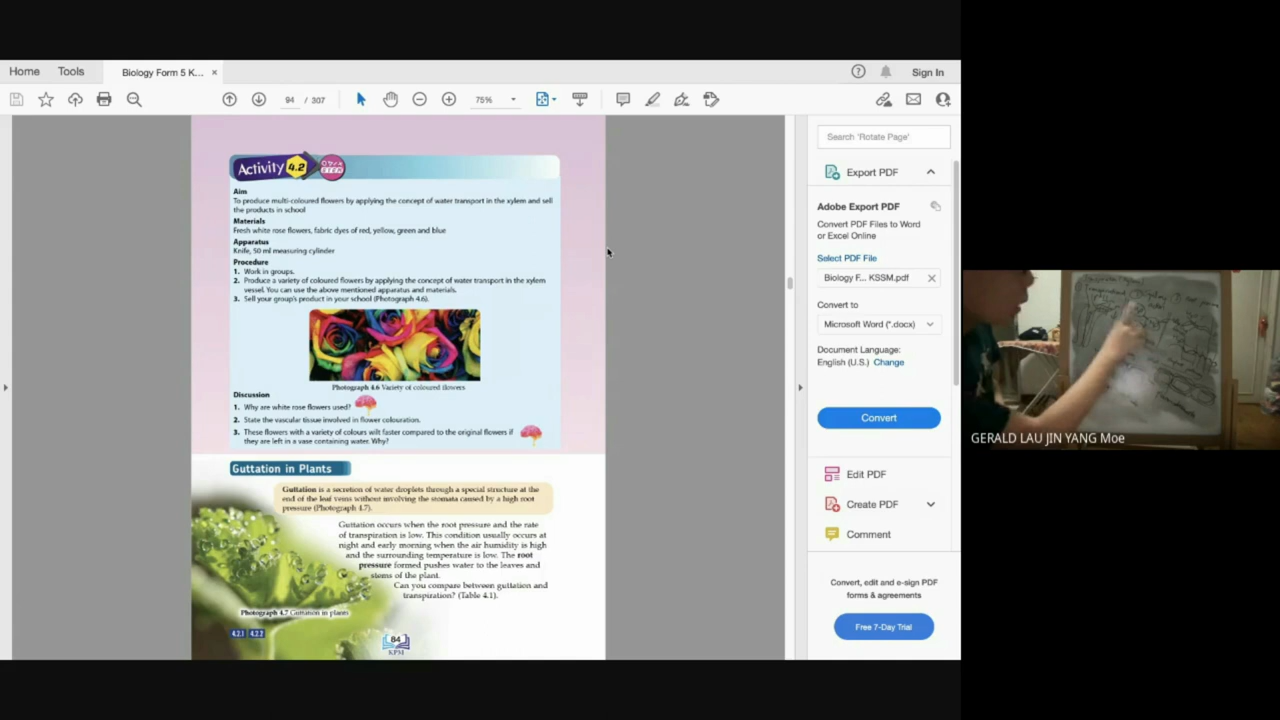 Home
Tools
Biology Form 5 K... ×
Sign In
94 / 307
75%
Search 'Rotate Page'
Export PDF
Adobe Export PDF
Convert PDF Files to Word
or Excel Online
Select PDF File
Biology F... KSSM.pdf
Convert to
Microsoft Word (*.docx)
Document Language:
English (U.S.) Change
Convert
Edit PDF
Create PDF
Comment
Convert, edit and e-sign PDF
forms & agreements
Free 7-Day Trial
Activity 4.2
Aim
To produce multi-coloured flowers by applying the concept of water transport in the xylem and sell
the products in school
Materials
Fresh white rose flowers, fabric dyes of red, yellow, green and blue
Apparatus
Knife, 50 ml measuring cylinder
Procedure
1. Work in groups.
2. Produce a variety of coloured flowers by applying the concept of water transport in the xylem
vessel. You can use the above mentioned apparatus and materials.
3. Sell your group's product in your school (Photograph 4.6).
Photograph 4.6 Variety of coloured flowers
Discussion
1. Why are white rose flowers used?
2. State the vascular tissue involved in flower colouration.
3. These flowers with a variety of colours wilt faster compared to the original flowers if
they are left in a vase containing water. Why?
Guttation in Plants
Guttation is a secretion of water droplets through a special structure at the
end of the leaf veins without involving the stomata caused by a high root
pressure (Photograph 4.7).
Guttation occurs when the root pressure and the rate
of transpiration is low. This condition usually occurs at
night and early morning when the air humidity is high
and the surrounding temperature is low. The root
pressure formed pushes water to the leaves and
stems of the plant.
Can you compare between guttation and
transpiration? (Table 4.1).
Photograph 4.7 Guttation in plants
4.2.1 4.2.2
84
KPM
GERALD LAU JIN YANG Moe